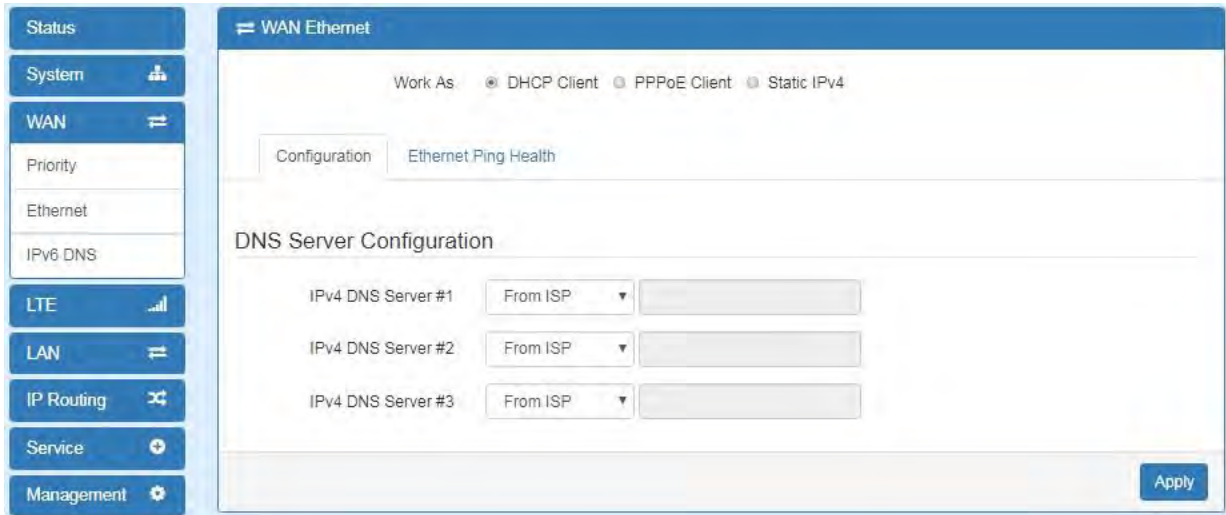 Status
System
WAN
Priority
Ethernet
IPv6 DNS
LTE
LAN
IP Routing
Service
Management
WAN Ethernet
Work As DHCP Client PPPoE Client Static IPv4
Configuration Ethernet Ping Health
DNS Server Configuration
IPv4 DNS Server #1 From ISP
IPv4 DNS Server #2 From ISP
IPv4 DNS Server #3 From ISP
Apply